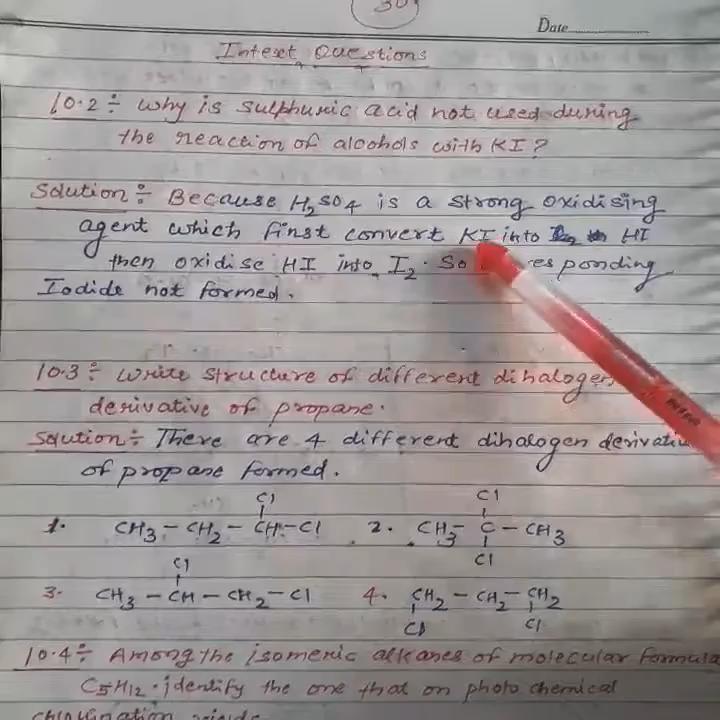 301
Date
Intext Questions
10.2 ÷ Why is sulphuric acid not used during
the reaction of alcohols with KI?
Solution ÷ Because H₂SO₄ is a strong oxidising
agent which first convert KI into HI
then oxidise HI into I₂. So responding
Iodide not formed.
10.3 ÷ Write structure of different dihalogen
derivative of propane.
Solution ÷ There are 4 different dihalogen derivative
of propane formed.
Cl Cl
1. CH₃ – CH₂ – CH – Cl 2. CH₃ – C – CH₃
Cl Cl
3. CH₃ – CH – CH₂ – Cl 4. CH₂ – CH₂ – CH₂
Cl Cl
10.4 ÷ Among the isomeric alkanes of molecular formula
C₅H₁₂. identify the one that on photo chemical
chlorination yields